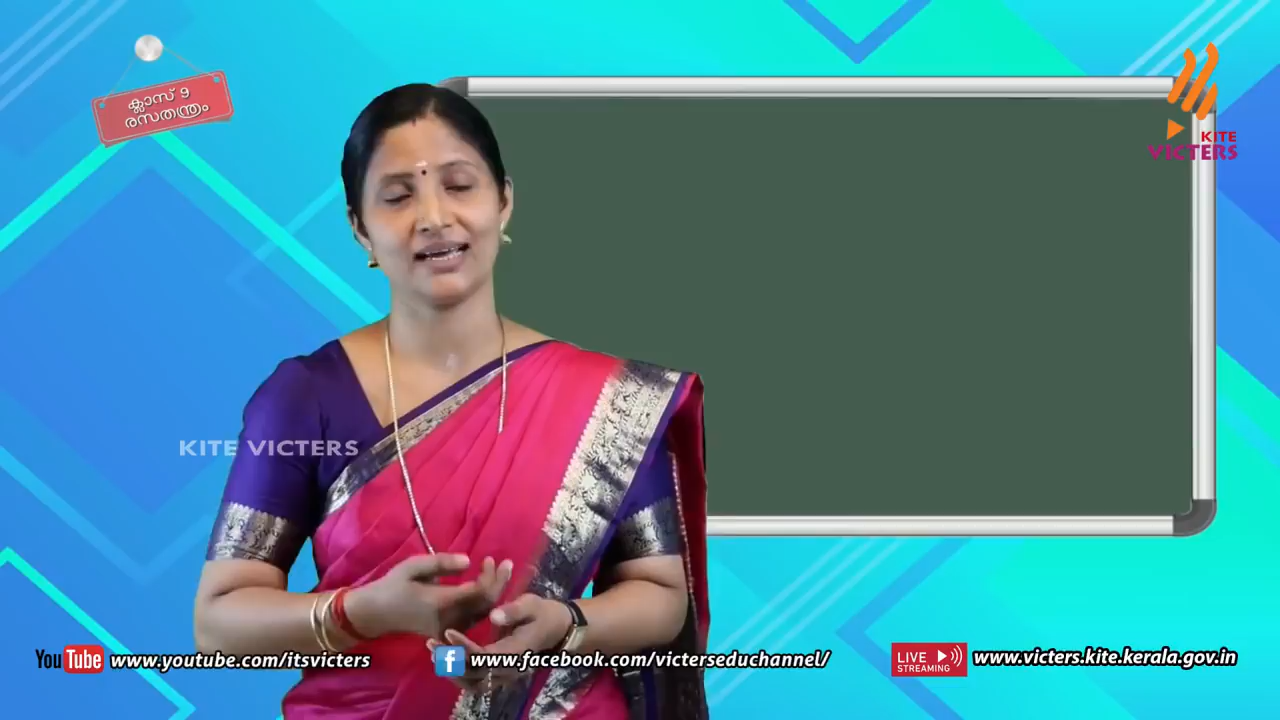 ക്ലാസ് 9
രസതന്ത്രം
KITE
VICTERS
KITE VICTERS
YouTube www.youtube.com/itsvicters
f www.facebook.com/victerseduchannel/
LIVE STREAMING www.victers.kite.kerala.gov.in